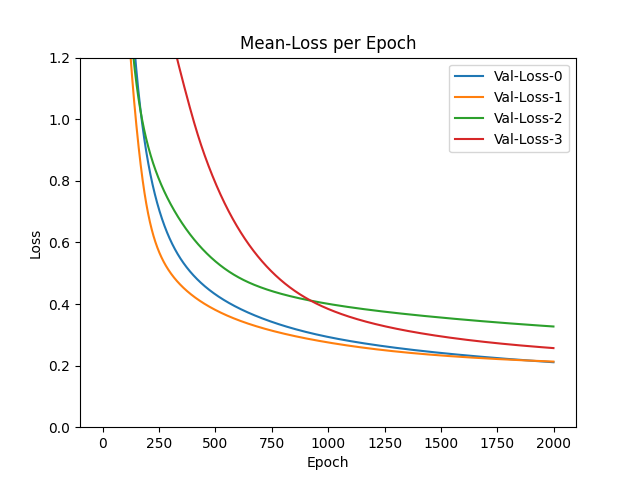 Mean-Loss per Epoch
Val-Loss-0
Val-Loss-1
Val-Loss-2
Val-Loss-3
Loss
1.2
1.0
0.8
0.6
0.4
0.2
0.0
0 250 500 750 1000 1250 1500 1750 2000
Epoch